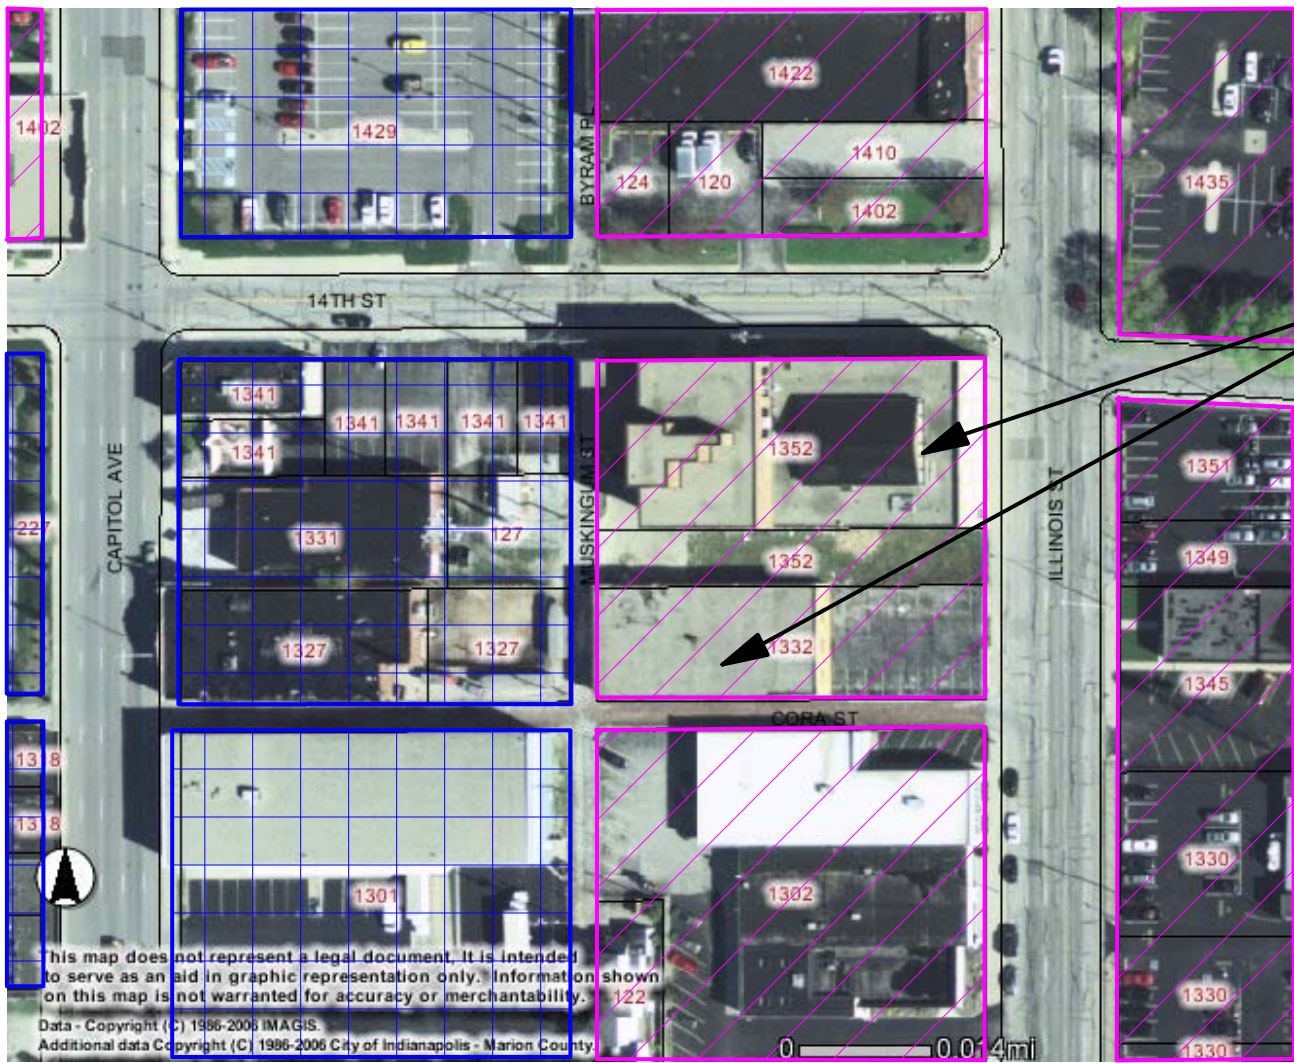 1402
1429
BYRAM PL
1422
124
120
1410
1402
1435
14TH ST
CAPITOL AVE
1341
1341
1341
1341
1341
1341
MUSKINGUM ST
1352
ILLINOIS ST
1351
227
1331
127
1352
1349
1327
1327
1332
1345
CORA ST
1318
1318
1330
1301
1302
This map does not represent a legal document. It is intended
to serve as an aid in graphic representation only. Information shown
on this map is not warranted for accuracy or merchantability.
122
1330
Data - Copyright (C) 1986-2006 IMAGIS.
Additional data Copyright (C) 1986-2006 City of Indianapolis - Marion County.
0 0.014mi
1330